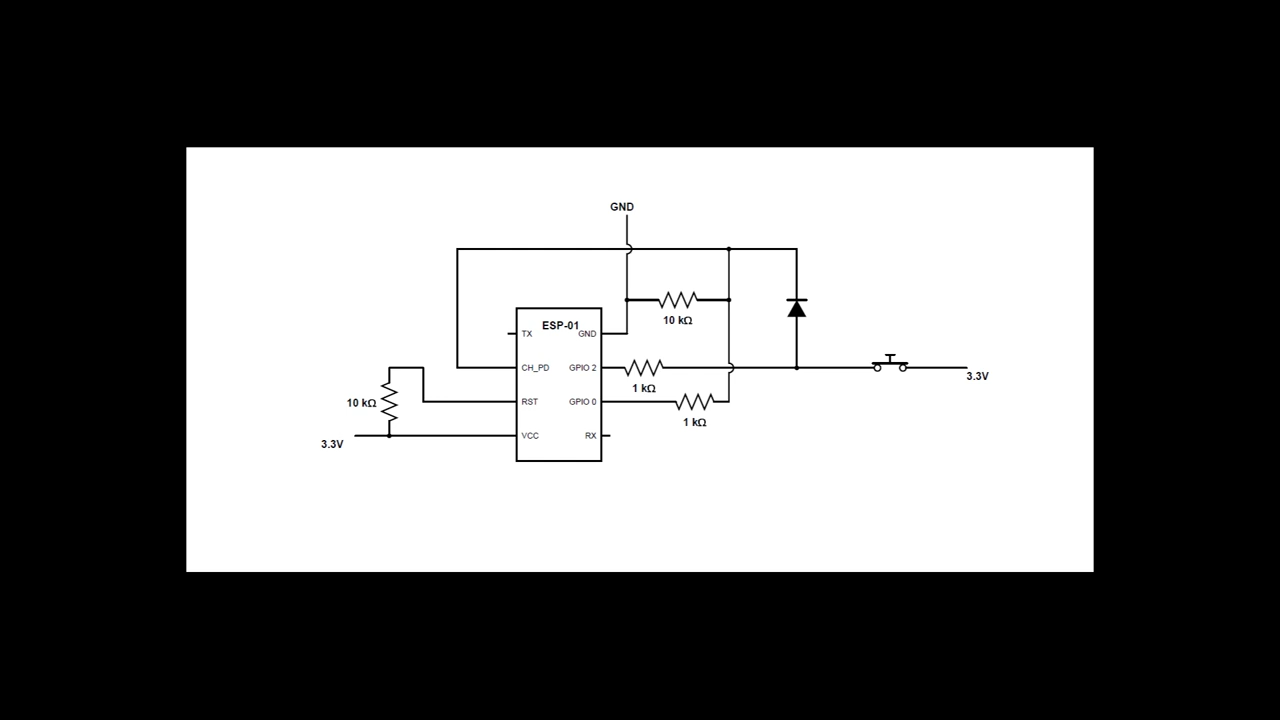 GND
ESP-01
TX
GND
10 kΩ
CH_PD
GPIO 2
1 kΩ
3.3V
10 kΩ
RST
GPIO 0
1 kΩ
3.3V
VCC
RX